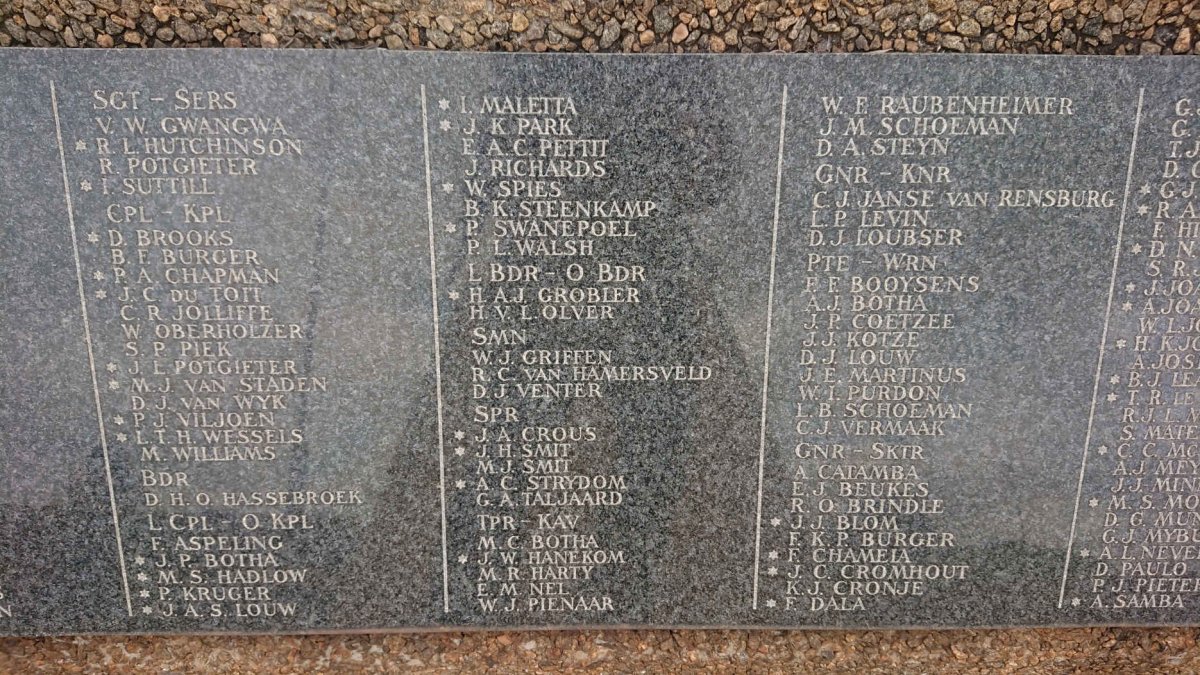 SGT - SERS
V. W. GWANGWA
* R. L. HUTCHINSON
R. POTGIETER
* I. SUTTILL
CPL - KPL
* D. BROOKS
B. F. BURGER
* P. A. CHAPMAN
* J. C. DU TOIT
C. R. JOLLIFFE
W. OBERHOLZER
S. P. PIEK
* J. E. POTGIETER
* M. J. VAN STADEN
D. J. VAN WYK
* P. J. VILJOEN
* L. T. H. WESSELS
M. WILLIAMS
BDR
D. H. O. HASSEBROEK
L CPL - O KPL
F. ASPELING
* J. P. BOTHA
* M. S. HADLOW
* P. KRUGER
* J. A. S. LOUW
* I. MALETTA
* J. K. PARK
E. A. C. PETTIT
J. RICHARDS
* W. SPIES
B. K. STEENKAMP
* P. SWANEPOEL
P. L. WALSH
L BDR - O BDR
* H. A. J. GROBLER
H. V. L. OLVER
SMN
W. J. GRIFFEN
R. C. VAN HAMERSVELD
D. J. VENTER
SPR
* J. A. CROUS
* J. H. SMIT
M. J. SMIT
* A. C. STRYDOM
G. A. TALJAARD
TPR - KAV
M. C. BOTHA
* J. W. HANEKOM
M. R. HARTY
E. M. NEL
W. J. PIENAAR
W. F. RAUBENHEIMER
J. M. SCHOEMAN
D. A. STEYN
GNR - KNR
C. J. JANSE VAN RENSBURG
L. P. LEVIN
D. J. LOUBSER
PTE - WRN
F. F. BOOYSENS
A. J. BOTHA
J. P. COETZEE
J. J. KOTZE
D. J. LOUW
J. E. MARTINUS
W. I. PURDON
L. B. SCHOEMAN
C. J. VERMAAK
GNR - SKTR
A. CATAMBA
E. J. BEUKES
R. O. BRINDLE
* J. J. BLOM
F. K. P. BURGER
* F. CHAMEIA
* J. C. CROMHOUT
K. J. CRONJE
* F. DALA
D. PAULO
* A. SAMBA